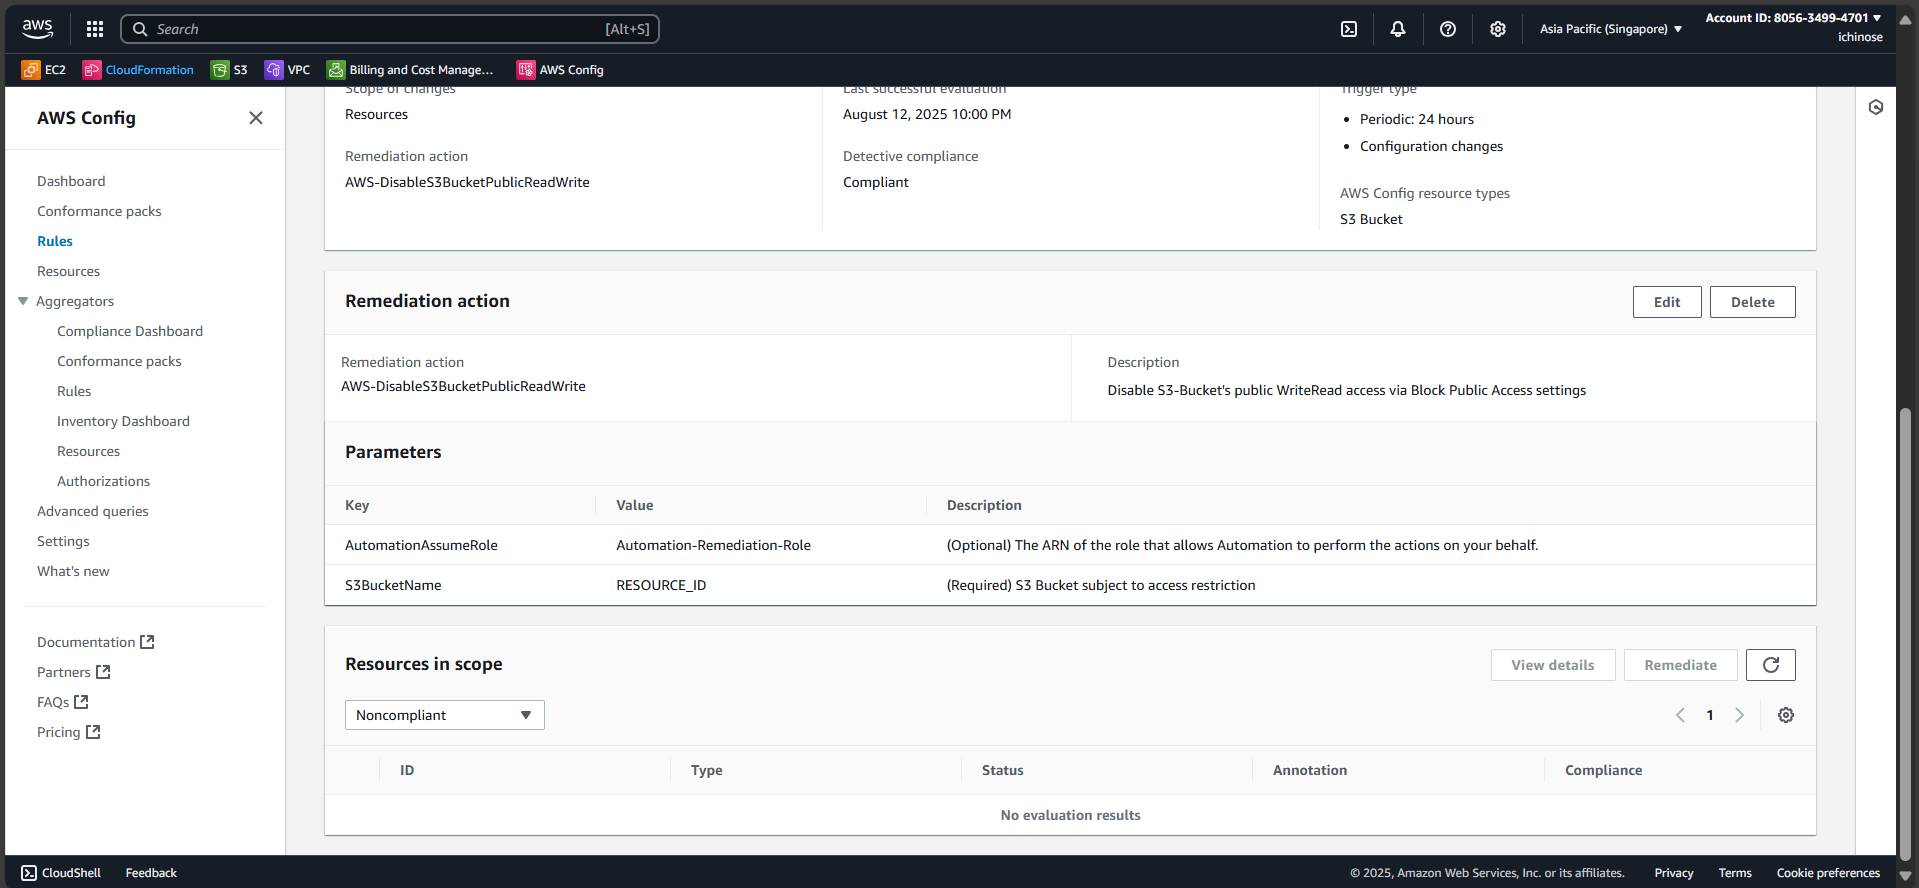 aws
Search [Alt+S]
Asia Pacific (Singapore) ▼
Account ID: 8056-3499-4701 ▼
ichinose
EC2 CloudFormation S3 VPC Billing and Cost Manage... AWS Config
AWS Config
Dashboard
Conformance packs
Rules
Resources
Aggregators
Compliance Dashboard
Conformance packs
Rules
Inventory Dashboard
Resources
Authorizations
Advanced queries
Settings
What's new
Documentation
Partners
FAQs
Pricing
Scope of changes
Resources
Remediation action
AWS-DisableS3BucketPublicReadWrite
Last successful evaluation
August 12, 2025 10:00 PM
Detective compliance
Compliant
Trigger type
• Periodic: 24 hours
• Configuration changes
AWS Config resource types
S3 Bucket
Remediation action
Edit Delete
Remediation action
AWS-DisableS3BucketPublicReadWrite
Description
Disable S3-Bucket's public WriteRead access via Block Public Access settings
Parameters
Key Value Description
AutomationAssumeRole Automation-Remediation-Role (Optional) The ARN of the role that allows Automation to perform the actions on your behalf.
S3BucketName RESOURCE_ID (Required) S3 Bucket subject to access restriction
Resources in scope
View details Remediate
Noncompliant
1
ID Type Status Annotation Compliance
No evaluation results
CloudShell Feedback
© 2025, Amazon Web Services, Inc. or its affiliates. Privacy Terms Cookie preferences